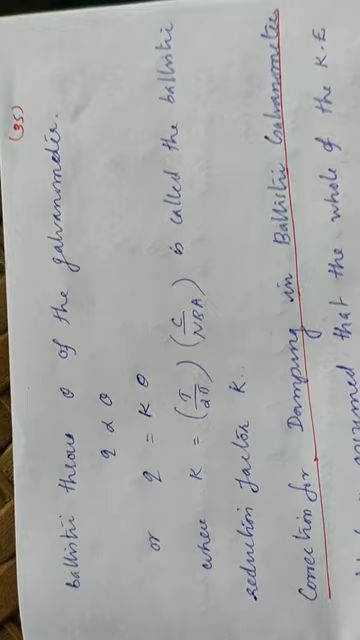 (35)
ballistic throw θ of the galvanometer.
q α θ
or q = K θ
where K = (T/2π) (C/NBA) is called the ballistic
reduction factor K.
Correction for Damping in Ballistic Galvanometer
assumed that the whole of the K.E